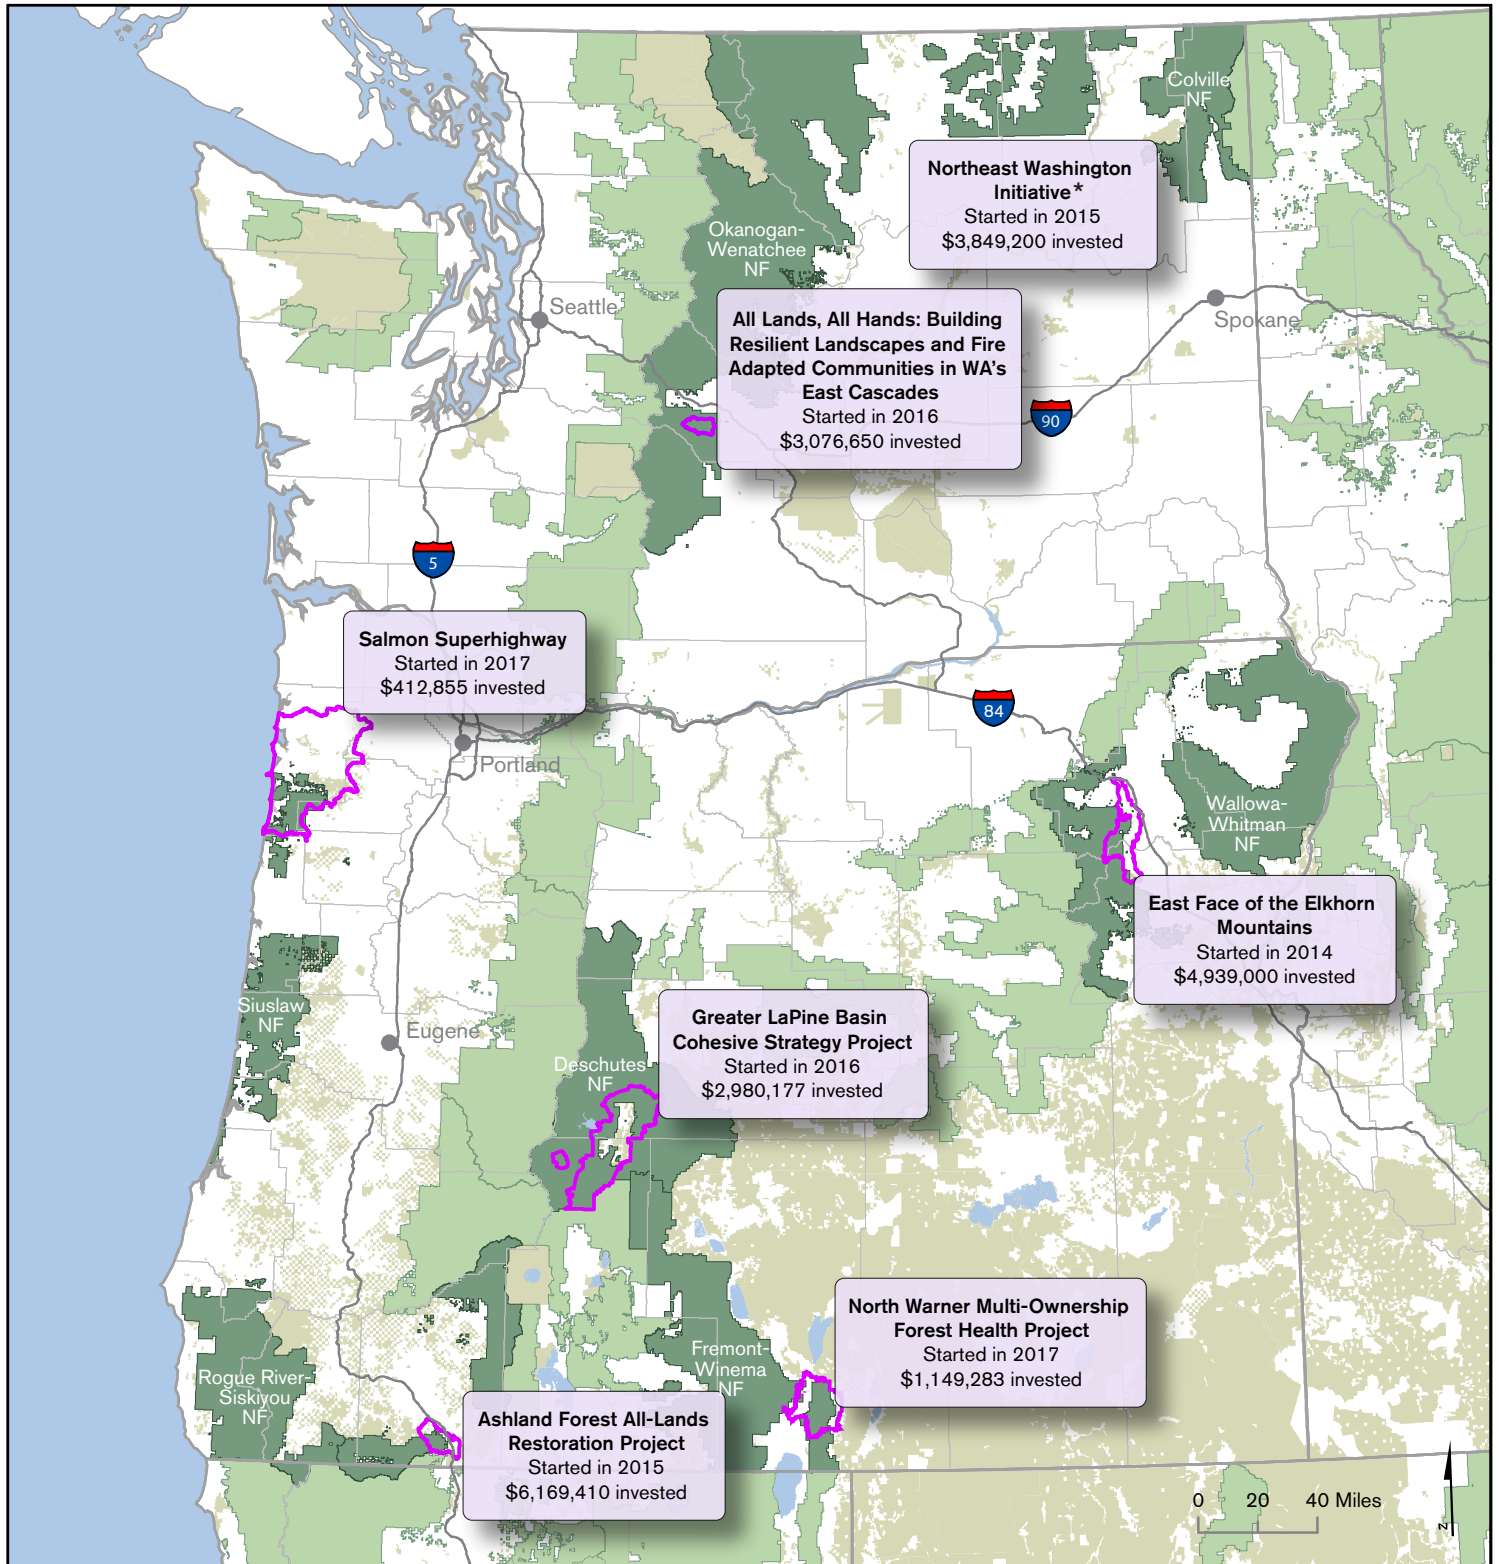 Colville
NF
Northeast Washington
Initiative*
Started in 2015
$3,849,200 invested
Okanogan-
Wenatchee
NF
Seattle
Spokane
All Lands, All Hands: Building
Resilient Landscapes and Fire
Adapted Communities in WA's
East Cascades
Started in 2016
$3,076,650 invested
90
5
Salmon Superhighway
Started in 2017
$412,855 invested
84
Portland
Wallowa-
Whitman
NF
East Face of the Elkhorn
Mountains
Started in 2014
$4,939,000 invested
Siuslaw
NF
Eugene
Greater LaPine Basin
Cohesive Strategy Project
Started in 2016
$2,980,177 invested
Deschutes
NF
North Warner Multi-Ownership
Forest Health Project
Started in 2017
$1,149,283 invested
Fremont-
Winema
NF
Rogue River-
Siskiyou
NF
Ashland Forest All-Lands
Restoration Project
Started in 2015
$6,169,410 invested
0 20 40 Miles
N